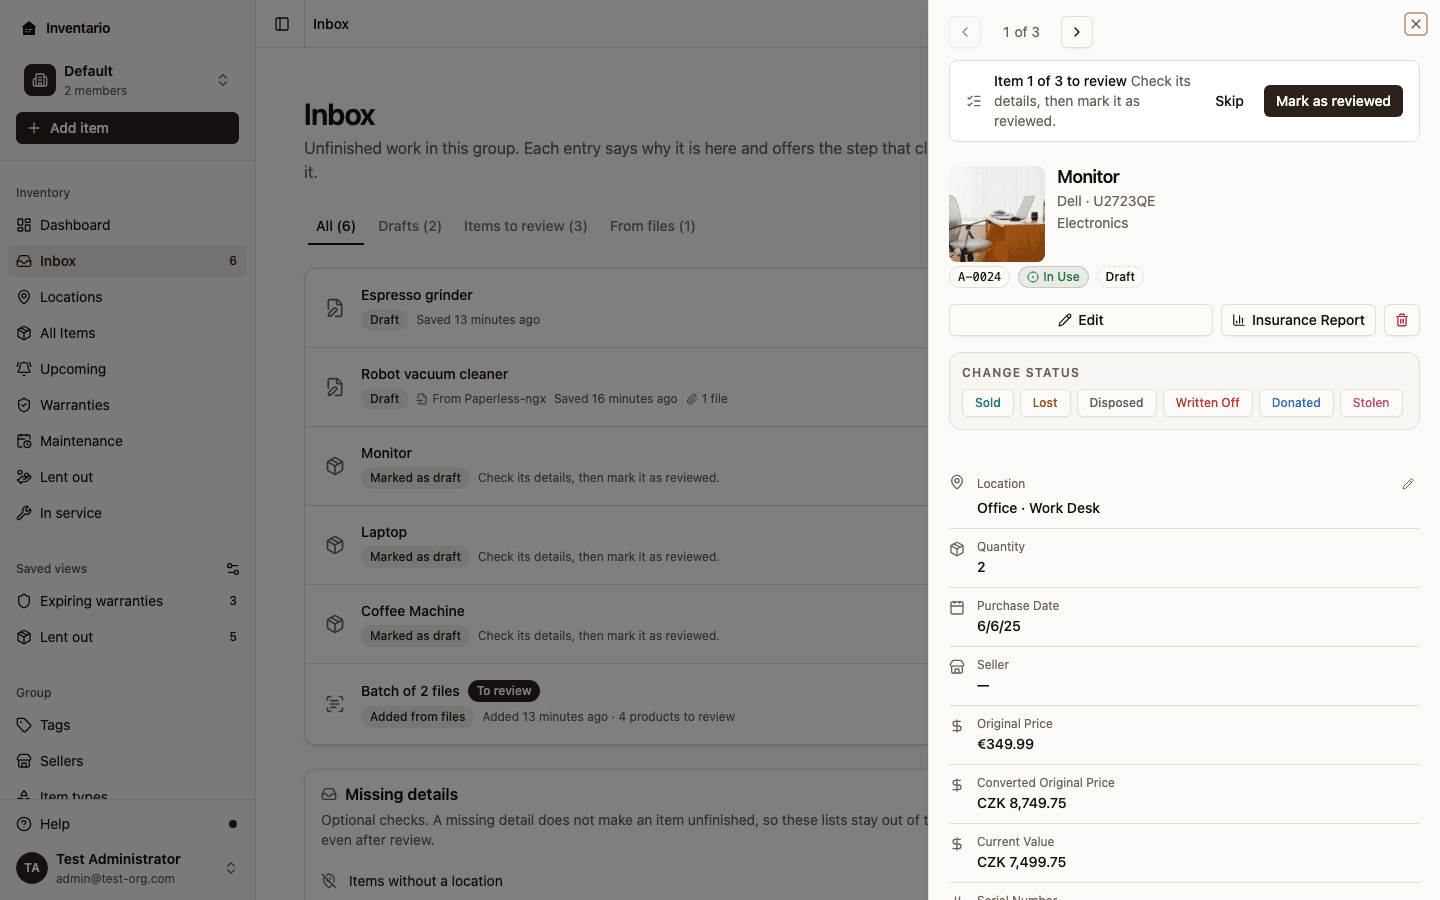 Inventario
Default
2 members
Add item
Inventory
Dashboard
Inbox 6
Locations
All Items
Upcoming
Warranties
Maintenance
Lent out
In service
Saved views
Expiring warranties 3
Lent out 5
Group
Tags
Sellers
Item types
Help
TA
Test Administrator
admin@test-org.com
Inbox
Inbox
Unfinished work in this group. Each entry says why it is here and offers the step that cl
it.
All (6) Drafts (2) Items to review (3) From files (1)
Espresso grinder
Draft Saved 13 minutes ago
Robot vacuum cleaner
Draft From Paperless-ngx Saved 16 minutes ago 1 file
Monitor
Marked as draft Check its details, then mark it as reviewed.
Laptop
Marked as draft Check its details, then mark it as reviewed.
Coffee Machine
Marked as draft Check its details, then mark it as reviewed.
Batch of 2 files To review
Added from files Added 13 minutes ago · 4 products to review
Missing details
Optional checks. A missing detail does not make an item unfinished, so these lists stay out of t
even after review.
Items without a location
1 of 3
Item 1 of 3 to review Check its
details, then mark it as
reviewed.
Skip
Mark as reviewed
Monitor
Dell · U2723QE
Electronics
A-0024 In Use Draft
Edit
Insurance Report
CHANGE STATUS
Sold Lost Disposed Written Off Donated Stolen
Location
Office · Work Desk
Quantity
2
Purchase Date
6/6/25
Seller
—
Original Price
€349.99
Converted Original Price
CZK 8,749.75
Current Value
CZK 7,499.75
Serial Number